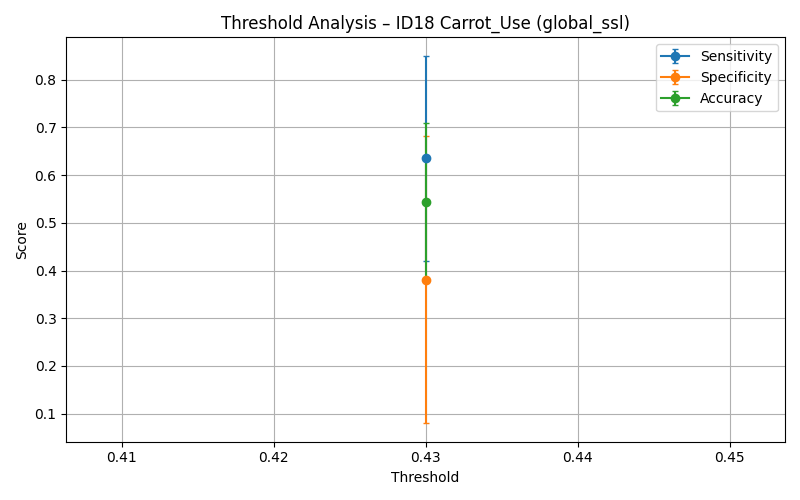 Threshold Analysis – ID18 Carrot_Use (global_ssl)
Sensitivity
Specificity
Accuracy
Score
0.8
0.7
0.6
0.5
0.4
0.3
0.2
0.1
0.41 0.42 0.43 0.44 0.45
Threshold